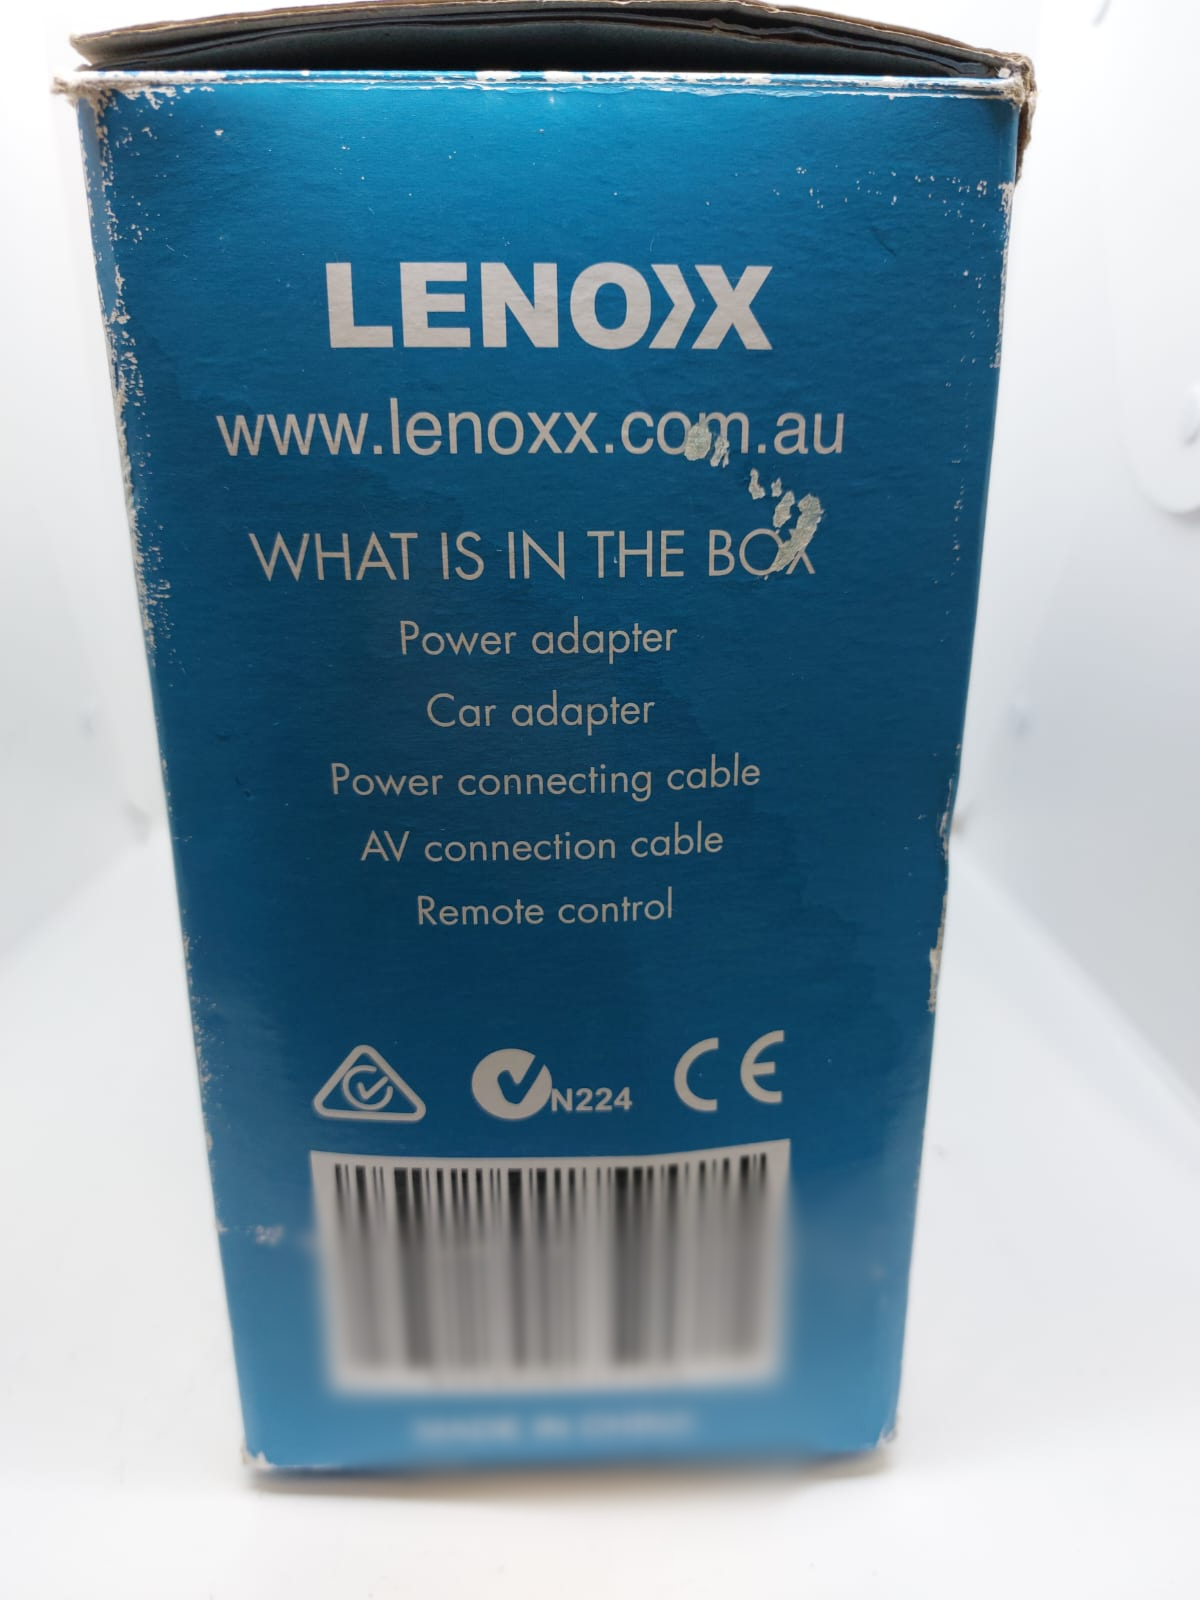 LENOXX
www.lenoxx.com.au
WHAT IS IN THE BOX
Power adapter
Car adapter
Power connecting cable
AV connection cable
Remote control
N224 CE